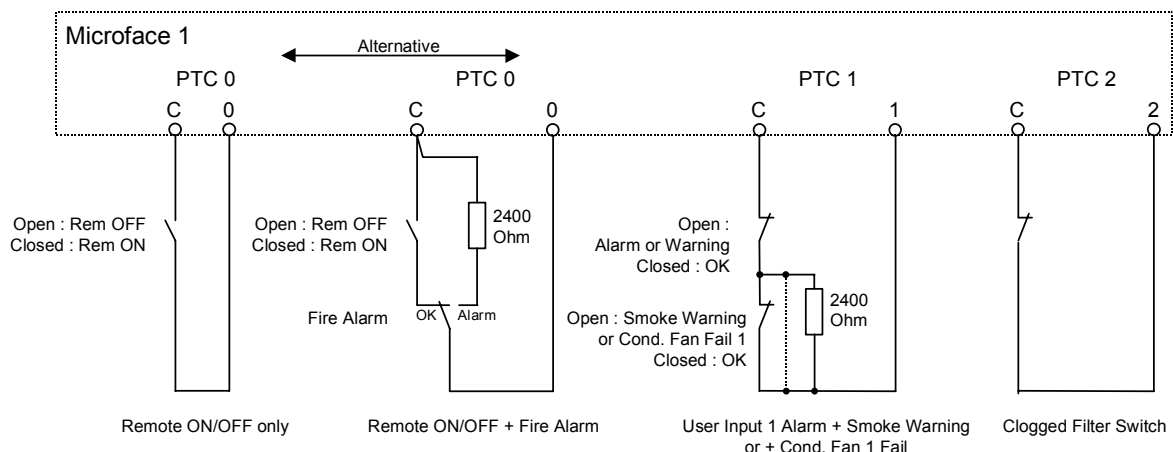 Microface 1
Alternative
PTC 0
PTC 0
PTC 1
PTC 2
C 0
C 0
C 1
C 2
Open : Rem OFF
Closed : Rem ON
Open : Rem OFF
Closed : Rem ON
2400
Ohm
Fire Alarm
OK
Alarm
Open :
Alarm or Warning
Closed : OK
Open : Smoke Warning
or Cond. Fan Fail 1
Closed : OK
2400
Ohm
Remote ON/OFF only
Remote ON/OFF + Fire Alarm
User Input 1 Alarm + Smoke Warning
or + Cond. Fan 1 Fail
Clogged Filter Switch